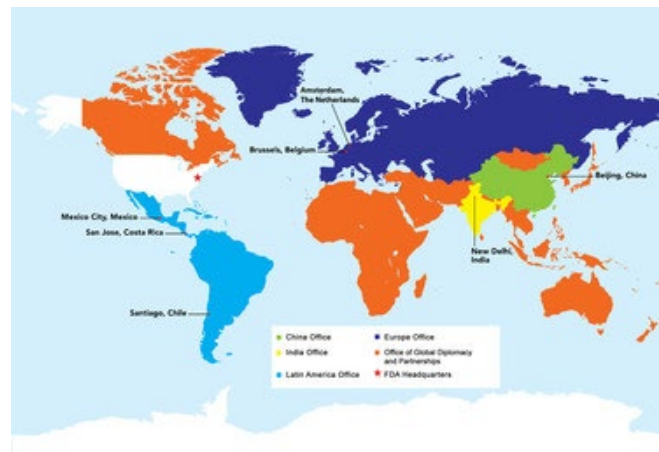 Amsterdam,
The Netherlands
Brussels, Belgium
Beijing, China
Mexico City, Mexico
San Jose, Costa Rica
New Delhi,
India
Santiago, Chile
China Office
Europe Office
India Office
Office of Global Diplomacy
and Partnerships
Latin America Office
FDA Headquarters